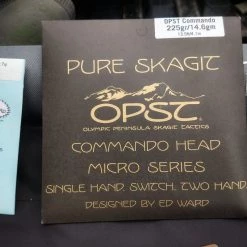 OPST Commando
225gr/14.6gm
PURE SKAGIT
OPST
OLYMPIC PENINSULA SKAGIT TACTICS
COMMANDO HEAD
MICRO SERIES
SINGLE HAND, SWITCH, TWO HAND
DESIGNED BY ED WARD